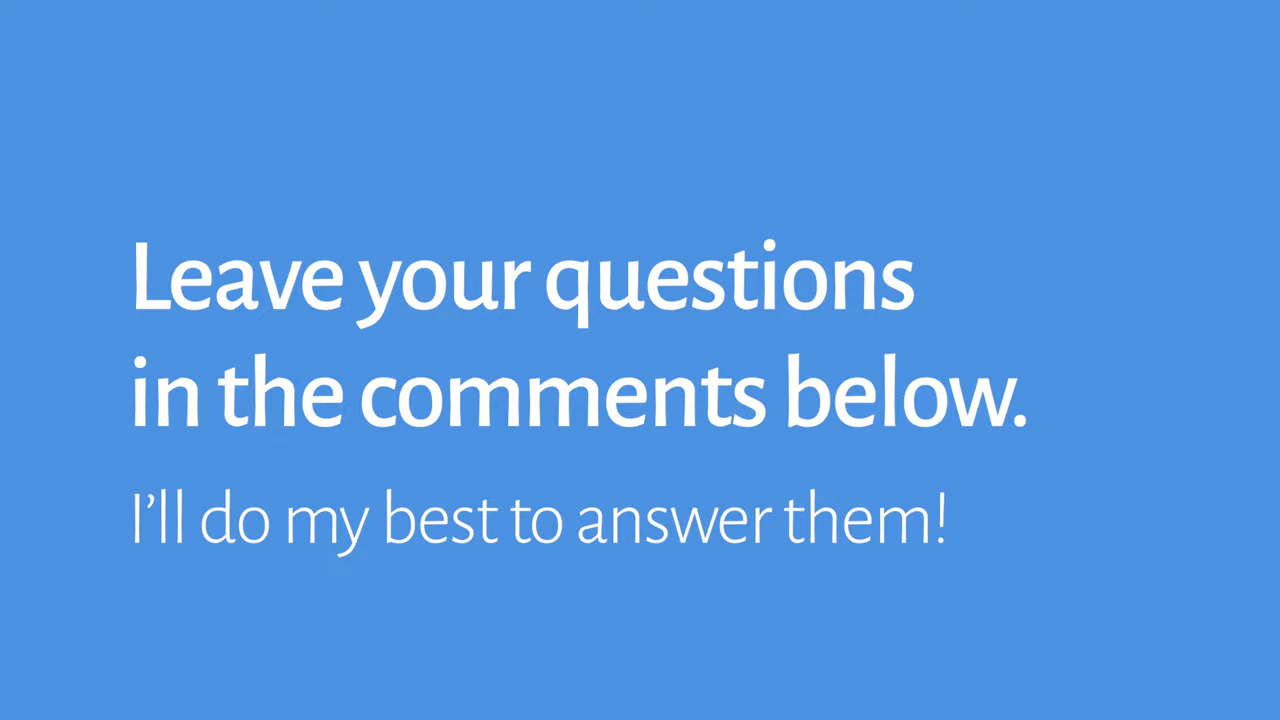 Leave your questions
in the comments below.
I’ll do my best to answer them!